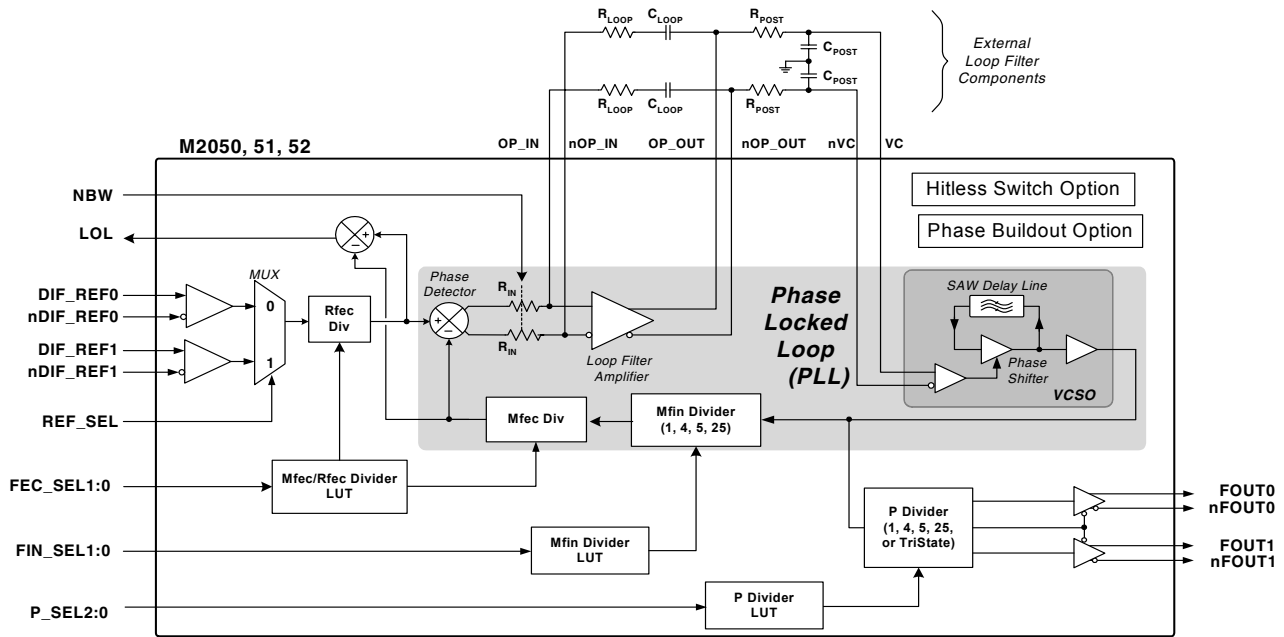 R_LOOP C_LOOP R_POST
C_POST
C_POST
R_LOOP C_LOOP R_POST
External
Loop Filter
Components
M2050, 51, 52
OP_IN nOP_IN OP_OUT nOP_OUT nVC VC
NBW
LOL
Hitless Switch Option
Phase Buildout Option
MUX
DIF_REF0
nDIF_REF0
DIF_REF1
nDIF_REF1
REF_SEL
0
1
Rfec
Div
+
–
Phase
Detector
+
–
R_IN
R_IN
Loop Filter
Amplifier
Phase
Locked
Loop
(PLL)
SAW Delay Line
Phase
Shifter
VCSO
Mfec Div
Mfin Divider
(1, 4, 5, 25)
FEC_SEL1:0
Mfec/Rfec Divider
LUT
FIN_SEL1:0
Mfin Divider
LUT
P_SEL2:0
P Divider
LUT
P Divider
(1, 4, 5, 25,
or TriState)
FOUT0
nFOUT0
FOUT1
nFOUT1